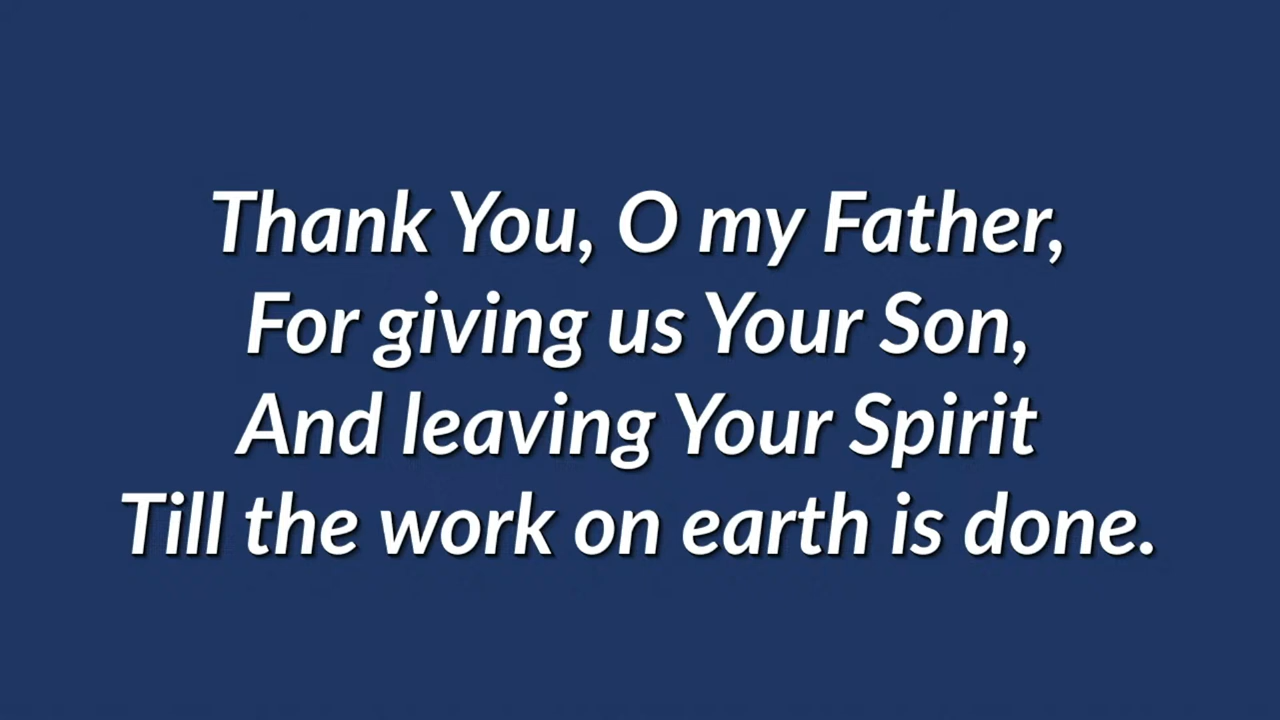 Thank You, O my Father,
For giving us Your Son,
And leaving Your Spirit
Till the work on earth is done.